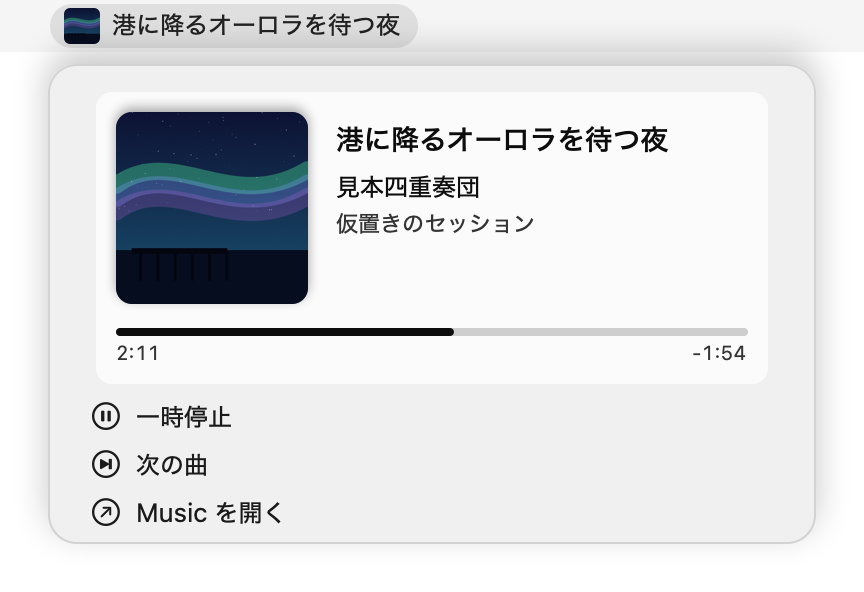 港に降るオーロラを待つ夜
港に降るオーロラを待つ夜
見本四重奏団
仮置きのセッション
2:11
-1:54
一時停止
次の曲
Music を開く